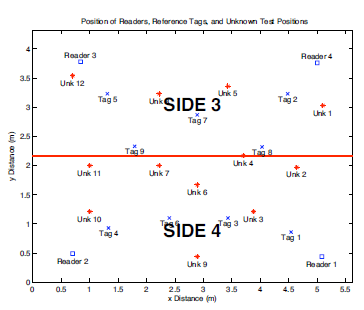 Position of Readers, Reference Tags, and Unknown Test Positions
4
3.5
3
2.5
2
1.5
1
0.5
0
y Distance (m)
Reader 3
Reader 4
Unk 12
Tag 5
Unk
SIDE 3
Unk 5
Tag 2
Unk 1
Tag 7
Tag 9
Tag 8
Unk 4
Unk 11
Unk 7
Unk 2
Unk 6
Unk 10
Tag 6
Tag 3
Unk 3
Tag 4
SIDE 4
Tag 1
Reader 2
Unk 9
Reader 1
0
0.5
1
1.5
2
2.5
3
3.5
4
4.5
5
5.5
x Distance (m)